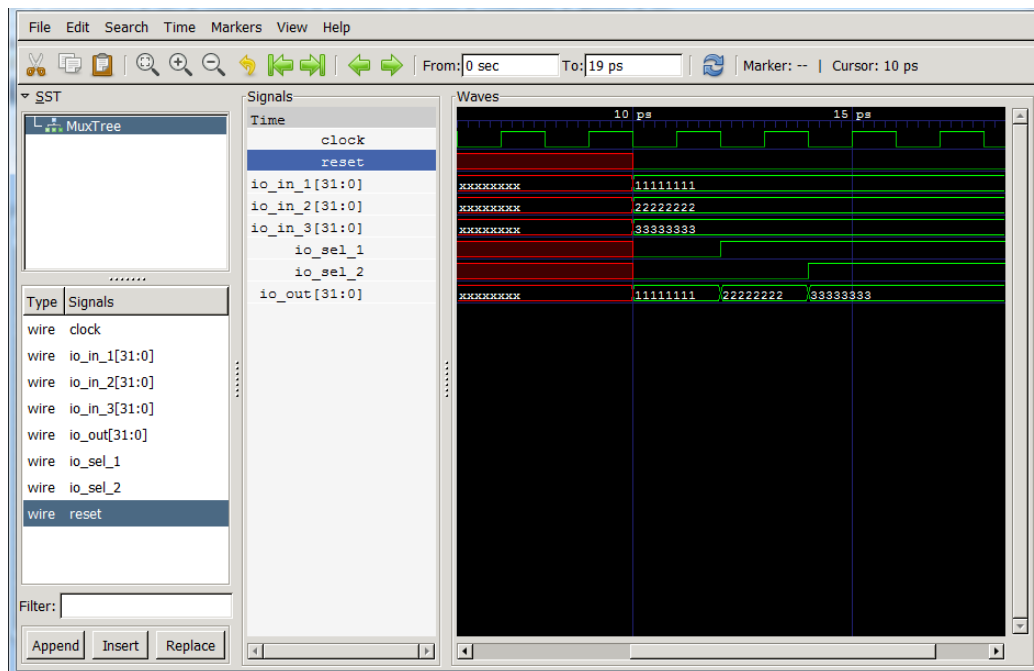 File Edit Search Time Markers View Help
From: 0 sec To: 19 ps Marker: -- | Cursor: 10 ps
SST
MuxTree
Type Signals
wire clock
wire io_in_1[31:0]
wire io_in_2[31:0]
wire io_in_3[31:0]
wire io_out[31:0]
wire io_sel_1
wire io_sel_2
wire reset
Filter:
Append Insert Replace
Signals
Time
clock
reset
io_in_1[31:0]
io_in_2[31:0]
io_in_3[31:0]
io_sel_1
io_sel_2
io_out[31:0]
Waves
10 ps 15 ps
xxxxxxxx 11111111
xxxxxxxx 22222222
xxxxxxxx 33333333
xxxxxxxx 11111111 22222222 33333333